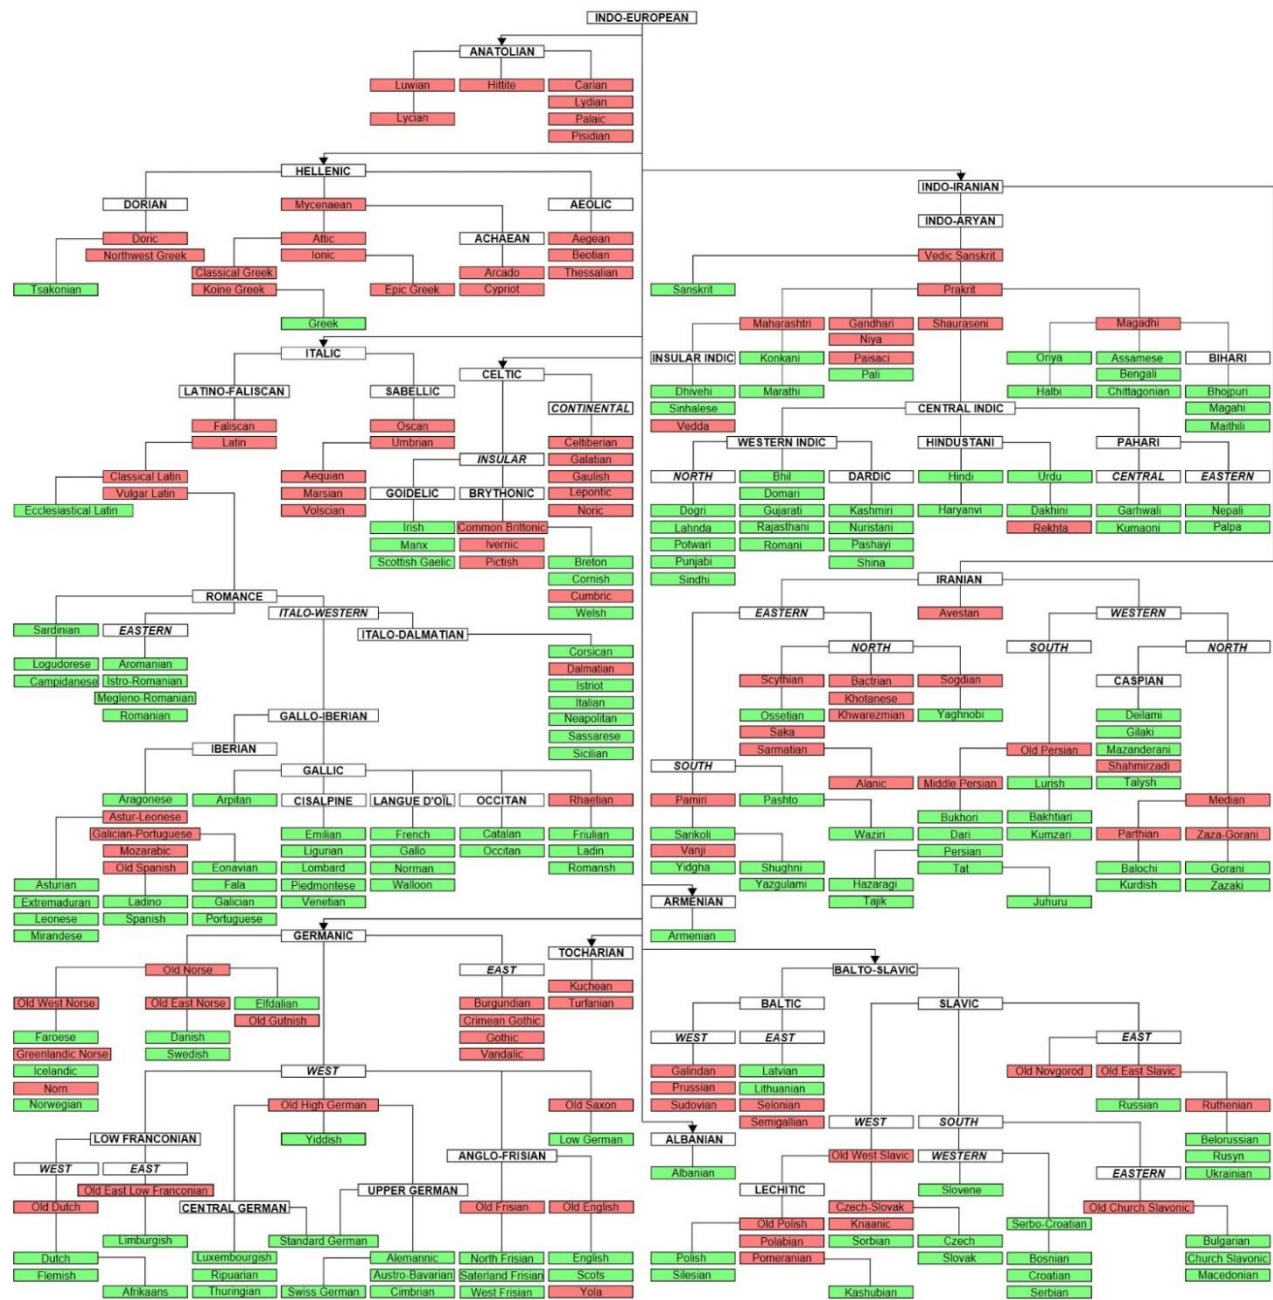 INDO-EUROPEAN
ANATOLIAN
Luwian
Hittite
Carian
Lydian
Lycian
Palaic
Pisidian
HELLENIC
DORIAN
Mycenaean
AEOLIC
Doric
Attic
ACHAEAN
Aegean
Northwest Greek
Ionic
Beotian
Classical Greek
Arcado
Thessalian
Tsakonian
Koine Greek
Epic Greek
Cypriot
Greek
INDO-IRANIAN
INDO-ARYAN
Vedic Sanskrit
Sanskrit
Prakrit
Maharashtri
Gandhari
Shauraseni
Magadhi
Niya
INSULAR INDIC
Konkani
Paisaci
Oriya
Assamese
BIHARI
Pali
Bengali
Dhivehi
Marathi
Halbi
Chittagonian
Bhojpuri
Sinhalese
CENTRAL INDIC
Magahi
Vedda
Maithili
WESTERN INDIC
HINDUSTANI
PAHARI
NORTH
Bhil
DARDIC
Hindi
Urdu
CENTRAL
EASTERN
Domari
Dogri
Gujarati
Kashmiri
Haryanvi
Dakhini
Garhwali
Nepali
Lahnda
Rajasthani
Nuristani
Rekhta
Kumaoni
Palpa
Potwari
Romani
Pashayi
Punjabi
Shina
Sindhi
ITALIC
LATINO-FALISCAN
SABELLIC
Faliscan
Oscan
Latin
Umbrian
Classical Latin
Aequian
Vulgar Latin
Marsian
Ecclesiastical Latin
Volscian
CELTIC
CONTINENTAL
Celtiberian
INSULAR
Galatian
Gaulish
GOIDELIC
BRYTHONIC
Lepontic
Noric
Irish
Common Brittonic
Manx
Ivernic
Scottish Gaelic
Pictish
Breton
Cornish
Cumbric
Welsh
ROMANCE
ITALO-WESTERN
Sardinian
EASTERN
ITALO-DALMATIAN
Logudorese
Aromanian
Corsican
Campidanese
Istro-Romanian
Dalmatian
Megleno-Romanian
Istriot
Romanian
GALLO-IBERIAN
Italian
Neapolitan
Sassarese
IBERIAN
Sicilian
GALLIC
Aragonese
Arpitan
CISALPINE
LANGUE D'OÏL
OCCITAN
Rhaetian
Astur-Leonese
Galician-Portuguese
Emilian
French
Catalan
Friulian
Mozarabic
Ligurian
Gallo
Occitan
Ladin
Old Spanish
Eonavian
Lombard
Norman
Romansh
Asturian
Fala
Piedmontese
Walloon
Extremaduran
Ladino
Galician
Venetian
Leonese
Spanish
Portuguese
Mirandese
IRANIAN
EASTERN
Avestan
WESTERN
NORTH
SOUTH
NORTH
Scythian
Bactrian
Sogdian
CASPIAN
Khotanese
Ossetian
Khwarezmian
Yaghnobi
Deilami
Saka
Gilaki
Sarmatian
Old Persian
Mazanderani
SOUTH
Shahmirzadi
Alanic
Middle Persian
Lurish
Talysh
Pamiri
Pashto
Median
Bukhori
Bakhtiari
Sarikoli
Waziri
Dari
Kumzari
Parthian
Zaza-Gorani
Vanji
Persian
Yidgha
Shughni
Tat
Balochi
Gorani
Yazgulami
Hazaragi
Kurdish
Zazaki
Tajik
Juhuru
ARMENIAN
Armenian
GERMANIC
TOCHARIAN
Kuchean
Turfanian
Old Norse
EAST
Old West Norse
Old East Norse
Elfdalian
Burgundian
Old Gutnish
Crimean Gothic
Faroese
Danish
Gothic
Greenlandic Norse
Swedish
Vandalic
Icelandic
WEST
Norn
Norwegian
Old High German
Old Saxon
LOW FRANCONIAN
Yiddish
Low German
ANGLO-FRISIAN
WEST
EAST
Old East Low Franconian
UPPER GERMAN
Old Dutch
CENTRAL GERMAN
Old Frisian
Old English
Limburgish
Standard German
Dutch
Luxembourgish
Alemannic
North Frisian
English
Flemish
Ripuarian
Austro-Bavarian
Saterland Frisian
Scots
Afrikaans
Thuringian
Swiss German
Cimbrian
West Frisian
Yola
BALTO-SLAVIC
BALTIC
SLAVIC
WEST
EAST
EAST
Galindan
Latvian
Old Novgorod
Old East Slavic
Prussian
Lithuanian
Sudovian
Selonian
Russian
Ruthenian
Semigallian
WEST
SOUTH
Belorussian
ALBANIAN
Old West Slavic
WESTERN
Rusyn
Albanian
EASTERN
Ukrainian
LECHITIC
Slovene
Czech-Slovak
Old Church Slavonic
Old Polish
Knaanic
Serbo-Croatian
Polabian
Sorbian
Czech
Bulgarian
Polish
Pomeranian
Slovak
Bosnian
Church Slavonic
Silesian
Croatian
Macedonian
Kashubian
Serbian